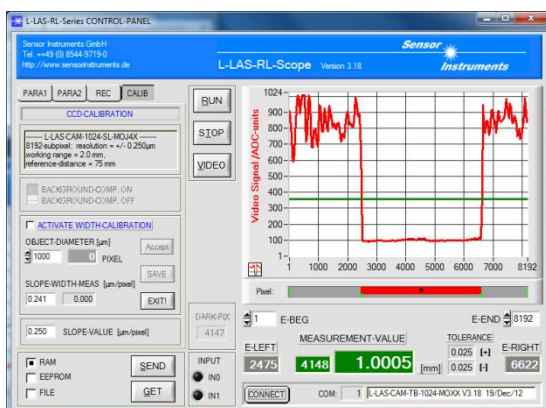 L-LAS-RL-Series CONTROL-PANEL
Sensor Instruments GmbH
Tel. ++49 (0) 8544-9719-0
http://www.sensorinstruments.de
L-LAS-RL-Scope Version 3.18
Sensor
Instruments
PARA1 PARA2 REC CALIB
CCD-CALIBRATION
L-LAS-CAM-1024-SL-MOJ4X
8192-subpixel; resolution = +/- 0.250µm
working range = 2.0 mm,
reference-distance = 75 mm
BACKGROUND-COMP. ON
BACKGROUND-COMP. OFF
ACTIVATE WIDTH-CALIBRATION
OBJECT-DIAMETER [µm]
1000 0 PIXEL
Accept
SLOPE-WIDTH-MEAS [µm/pixel]
SAVE
0.241 0.000
EXIT!
0.250 SLOPE-VALUE [µm/pixel]
RAM
EEPROM
FILE
SEND
GET
RUN
STOP
VIDEO
DARK-PIX
4147
INPUT
IN0
IN1
Video Signal /ADC-units
1024
900
800
700
600
500
400
300
200
100
1
1 1000 2000 3000 4000 5000 6000 7000 8192
Pixel:
1 E-BEG
E-END 8192
E-LEFT
2475
MEASUREMENT-VALUE
4148 1.0005 [mm]
TOLERANCE
0.025 [+]
0.025 [-]
E-RIGHT
6622
CONNECT COM: 1 L-LAS-CAM-TB-1024-MOXX V3.18 19/Dec/12